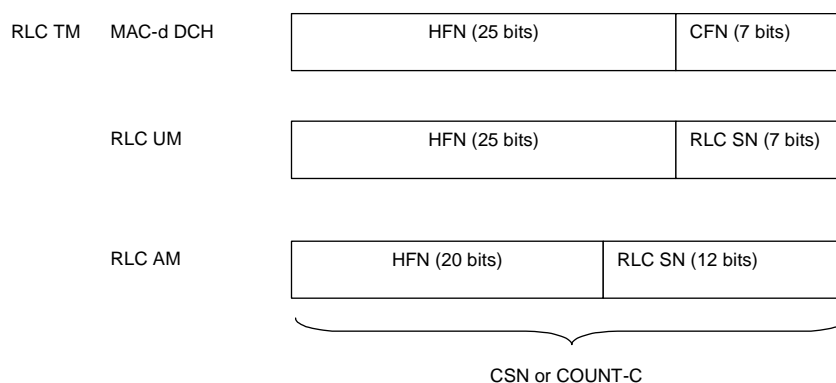 RLC TM MAC-d DCH HFN (25 bits) CFN (7 bits)
RLC UM HFN (25 bits) RLC SN (7 bits)
RLC AM HFN (20 bits) RLC SN (12 bits)
CSN or COUNT-C